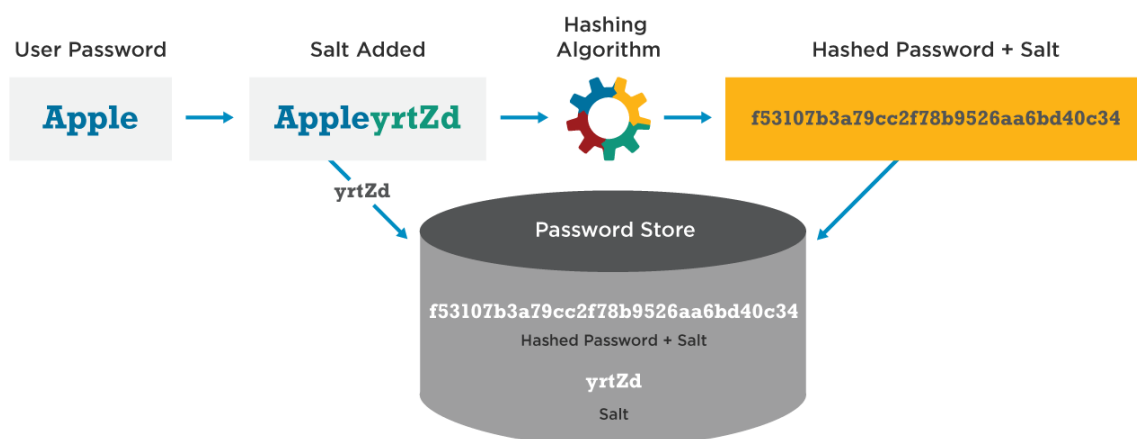 User Password
Salt Added
Hashing
Algorithm
Hashed Password + Salt
Apple
AppleyrtZd
f53107b3a79cc2f78b9526aa6bd40c34
yrtZd
Password Store
f53107b3a79cc2f78b9526aa6bd40c34
Hashed Password + Salt
yrtZd
Salt